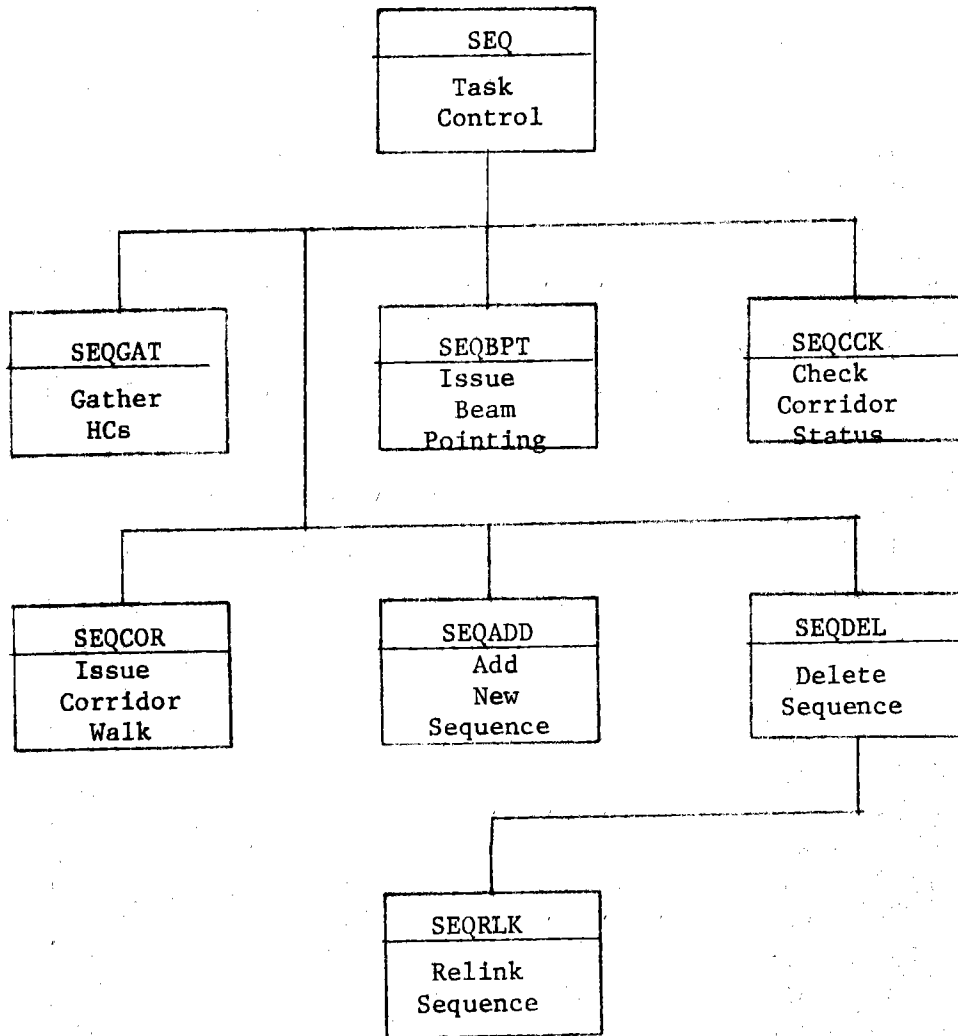 SEQ
Task
Control
SEQGAT
Gather
HCs
SEQBPT
Issue
Beam
Pointing
SEQCCK
Check
Corridor
Status
SEQCOR
Issue
Corridor
Walk
SEQADD
Add
New
Sequence
SEQDEL
Delete
Sequence
SEQRLK
Relink
Sequence